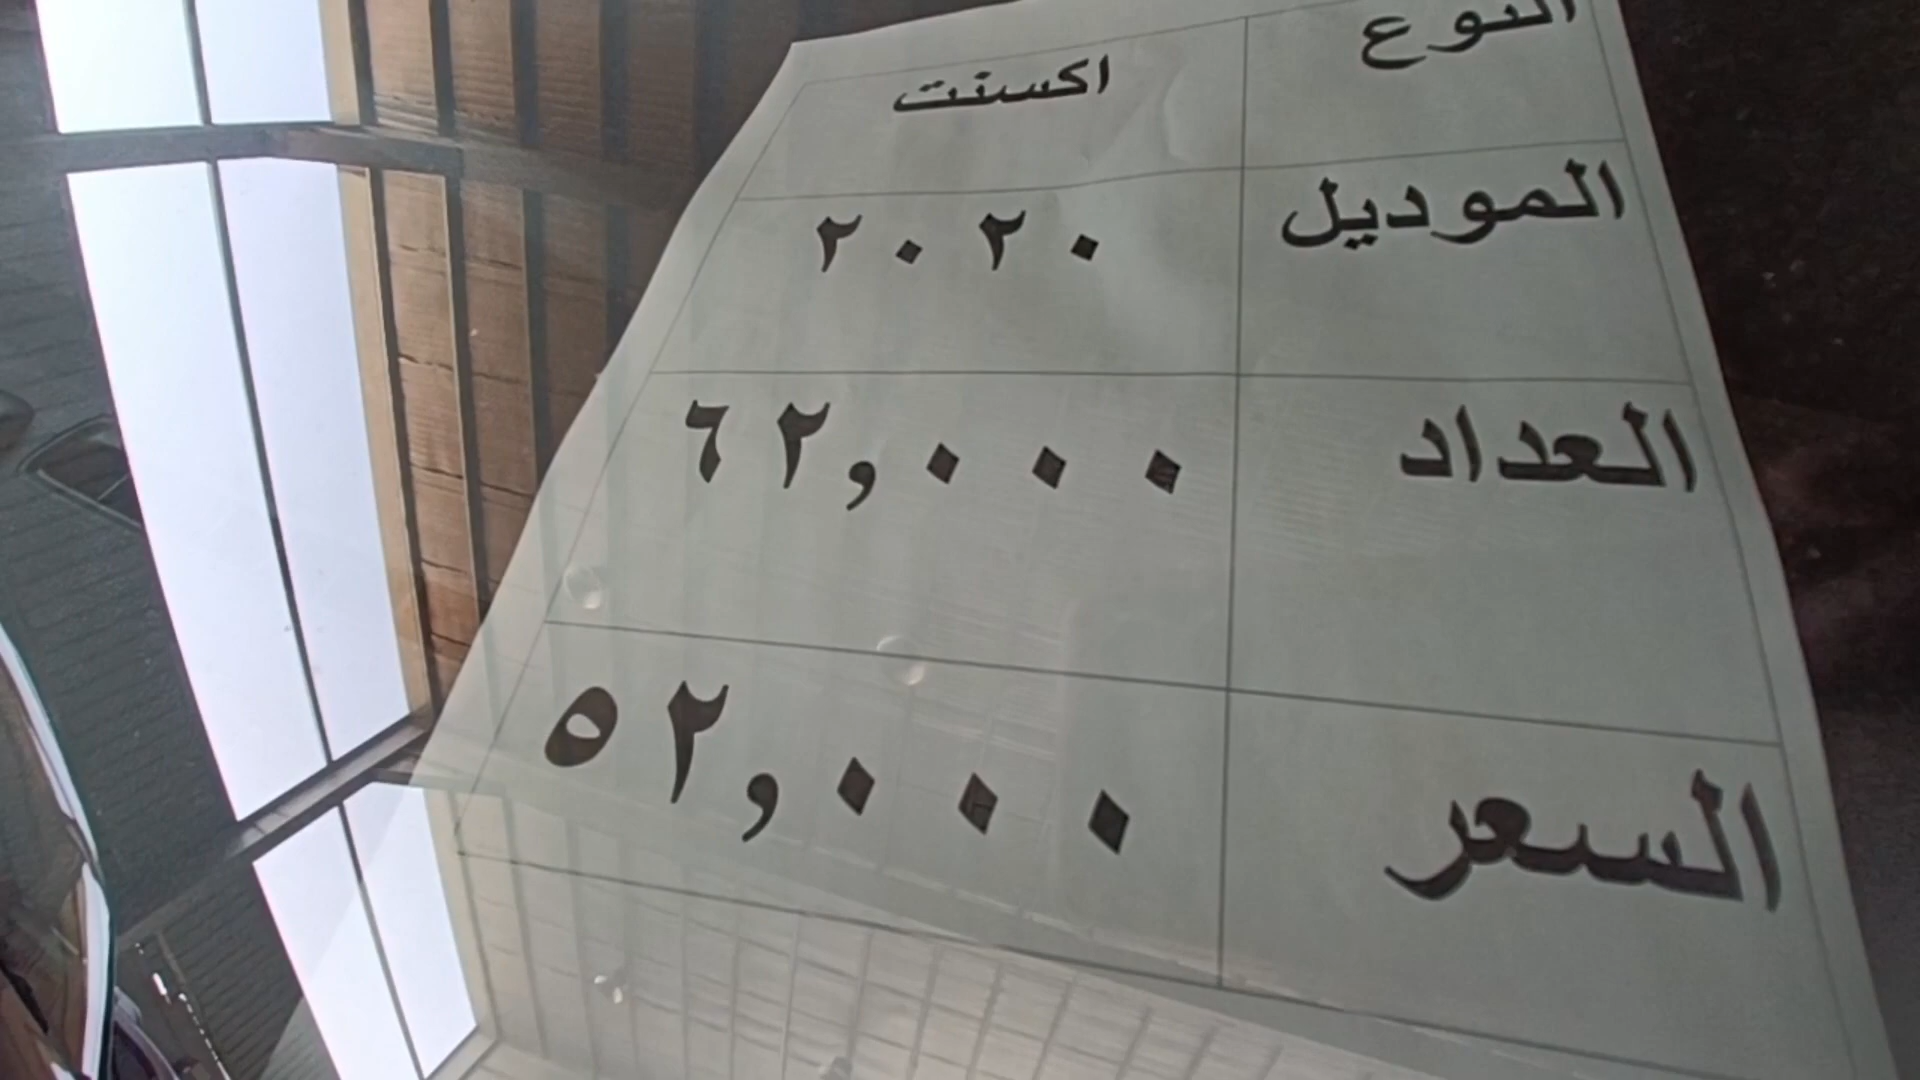 النوع اكسنت
الموديل ٢٠٢٠
العداد ٦٢,٠٠٠
السعر ٥٢,٠٠٠